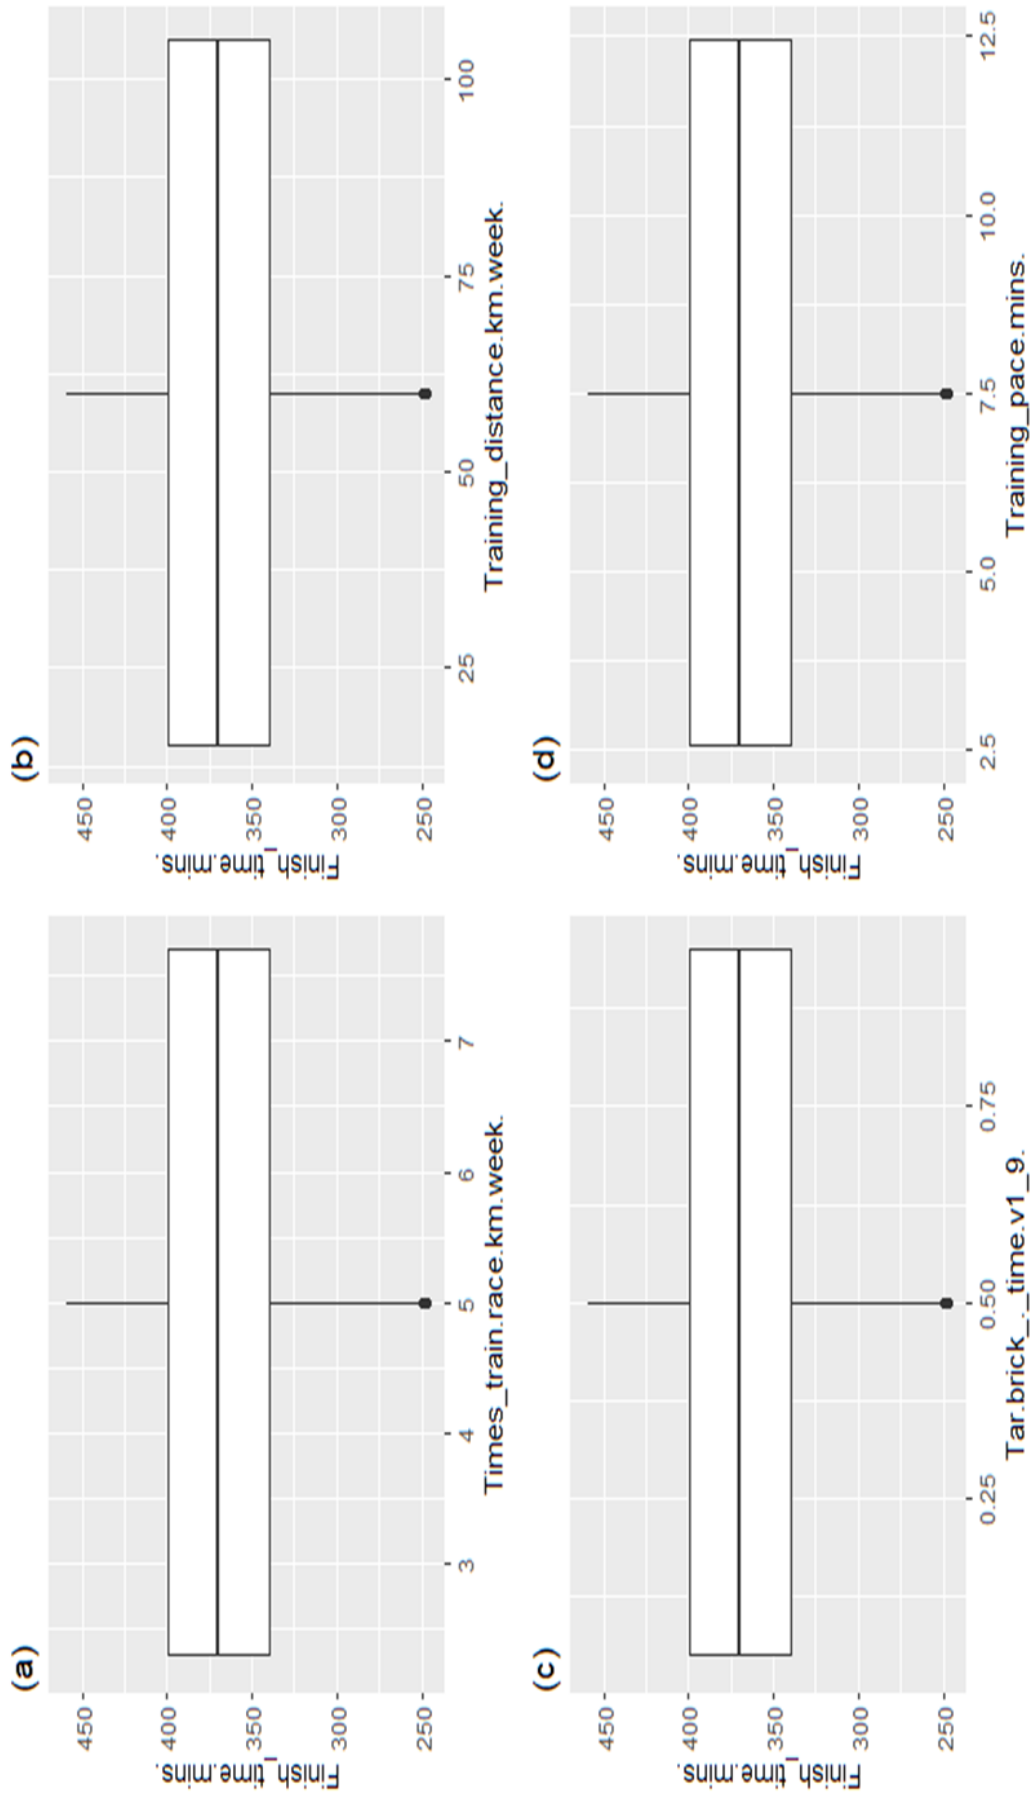 (a)
Finish_time.mins.
450
400
350
300
250
3 4 5 6 7
Times_train.race.km.week.
(b)
Finish_time.mins.
450
400
350
300
250
25 50 75 100
Training_distance.km.week.
(c)
Finish_time.mins.
450
400
350
300
250
0.25 0.50 0.75
Tar.brick_._time.v1_9.
(d)
Finish_time.mins.
450
400
350
300
250
2.5 5.0 7.5 10.0 12.5
Training_pace.mins.